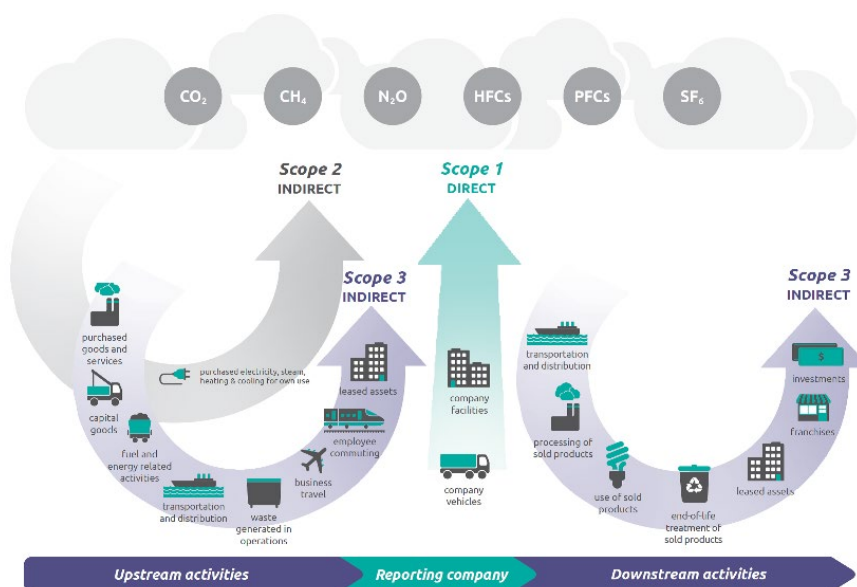 CO₂
CH₄
N₂O
HFCs
PFCs
SF₆
Scope 2
INDIRECT
Scope 1
DIRECT
Scope 3
INDIRECT
Scope 3
INDIRECT
purchased
goods and
services
capital
goods
fuel and
energy related
activities
transportation
and distribution
waste
generated in
operations
business
travel
employee
commuting
leased assets
purchased electricity, steam,
heating & cooling for own use
company
facilities
company
vehicles
transportation
and distribution
processing of
sold products
use of sold
products
end-of-life
treatment of
sold products
leased assets
franchises
investments
$
Upstream activities
Reporting company
Downstream activities